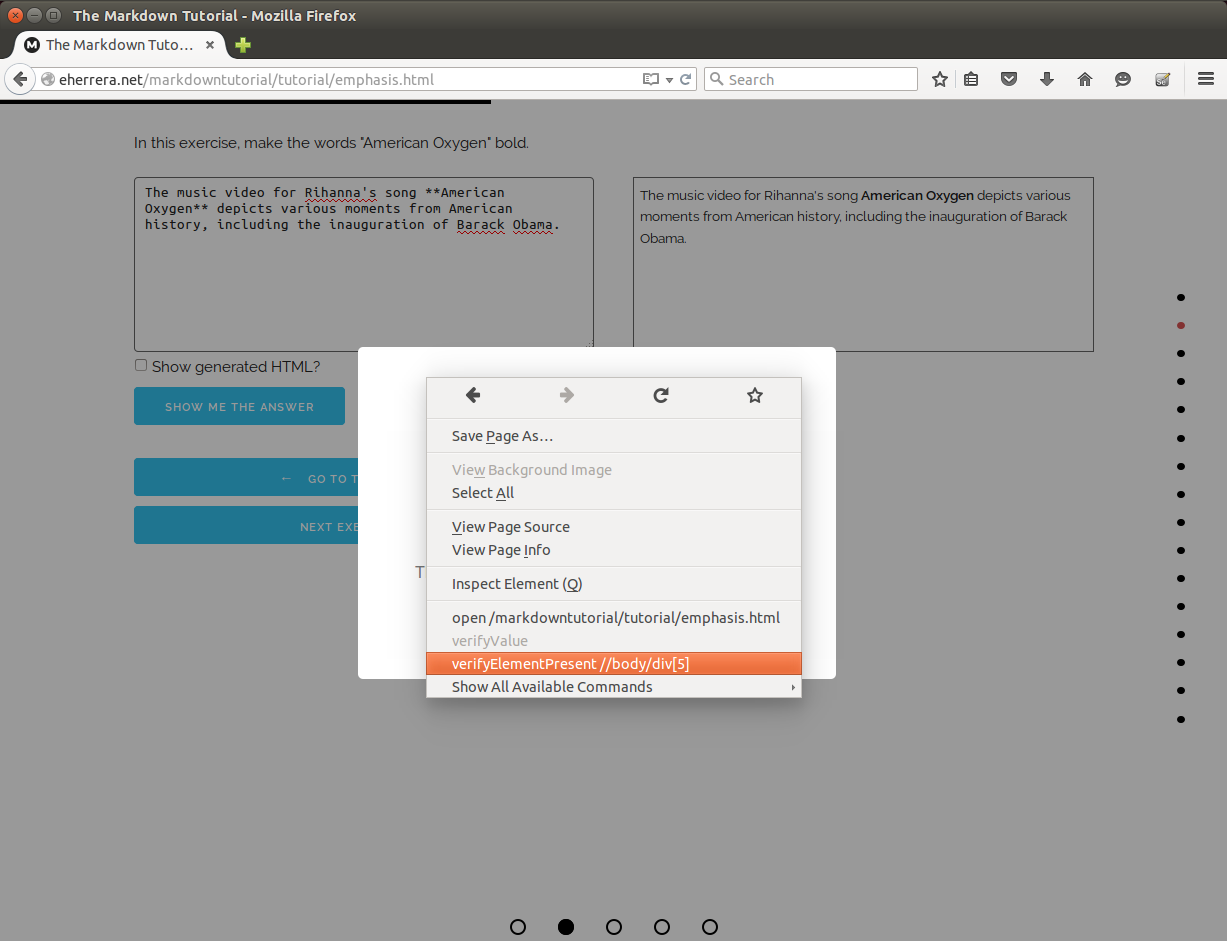 The Markdown Tutorial - Mozilla Firefox
The Markdown Tuto...
eherrera.net/markdowntutorial/tutorial/emphasis.html
Search
In this exercise, make the words "American Oxygen" bold.
The music video for Rihanna's song **American
Oxygen** depicts various moments from American
history, including the inauguration of Barack Obama.
The music video for Rihanna's song American Oxygen depicts various
moments from American history, including the inauguration of Barack
Obama.
Show generated HTML?
SHOW ME THE ANSWER
← GO TO T
NEXT EXE
T
Save Page As...
View Background Image
Select All
View Page Source
View Page Info
Inspect Element (Q)
open /markdowntutorial/tutorial/emphasis.html
verifyValue
verifyElementPresent //body/div[5]
Show All Available Commands